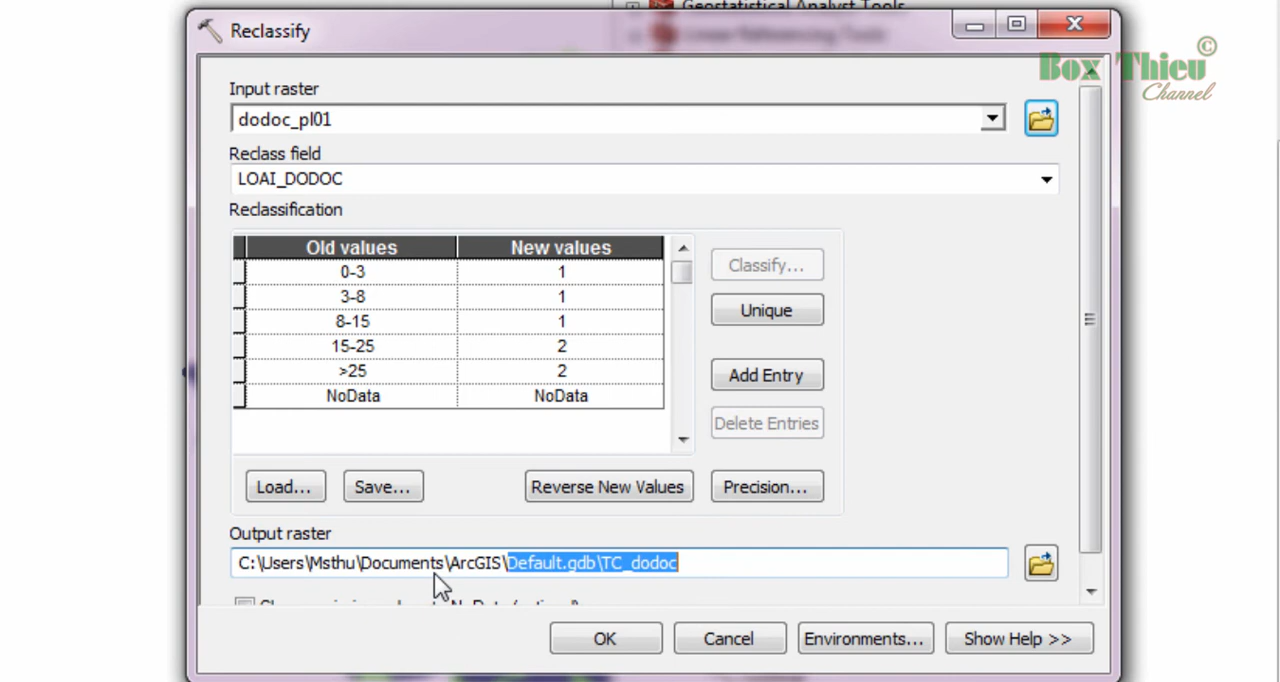 Geostatistical Analyst Tools
Linear Referencing Tools
Reclassify
Box Thieu ©
Channel
Input raster
dodoc_pl01
Reclass field
LOAI_DODOC
Reclassification
Old values New values
0-3 1
3-8 1
8-15 1
15-25 2
>25 2
NoData NoData
Classify...
Unique
Add Entry
Delete Entries
Load... Save... Reverse New Values Precision...
Output raster
C:\Users\Msthu\Documents\ArcGIS\Default.gdb\TC_dodoc
OK Cancel Environments... Show Help >>